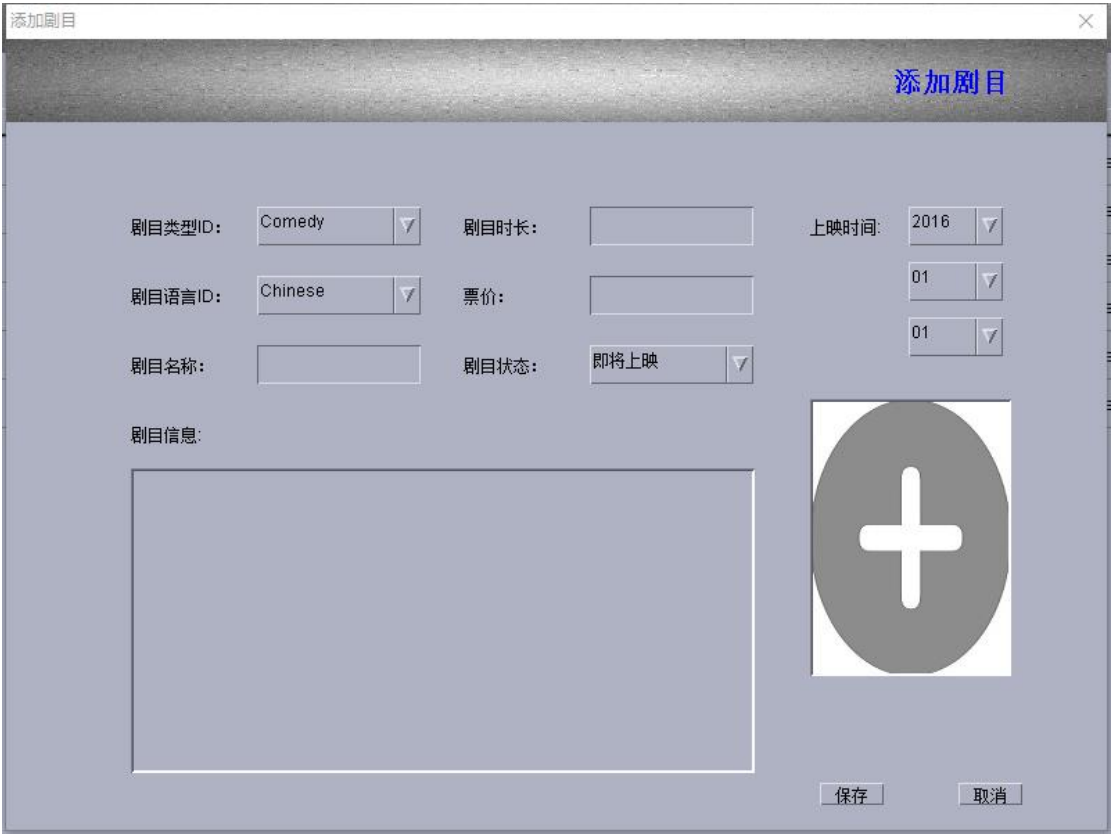 添加剧目
添加剧目
剧目类型ID： Comedy 剧目时长： 上映时间: 2016
剧目语言ID： Chinese 票价： 01
剧目名称： 剧目状态： 即将上映 01
剧目信息:
保存 取消